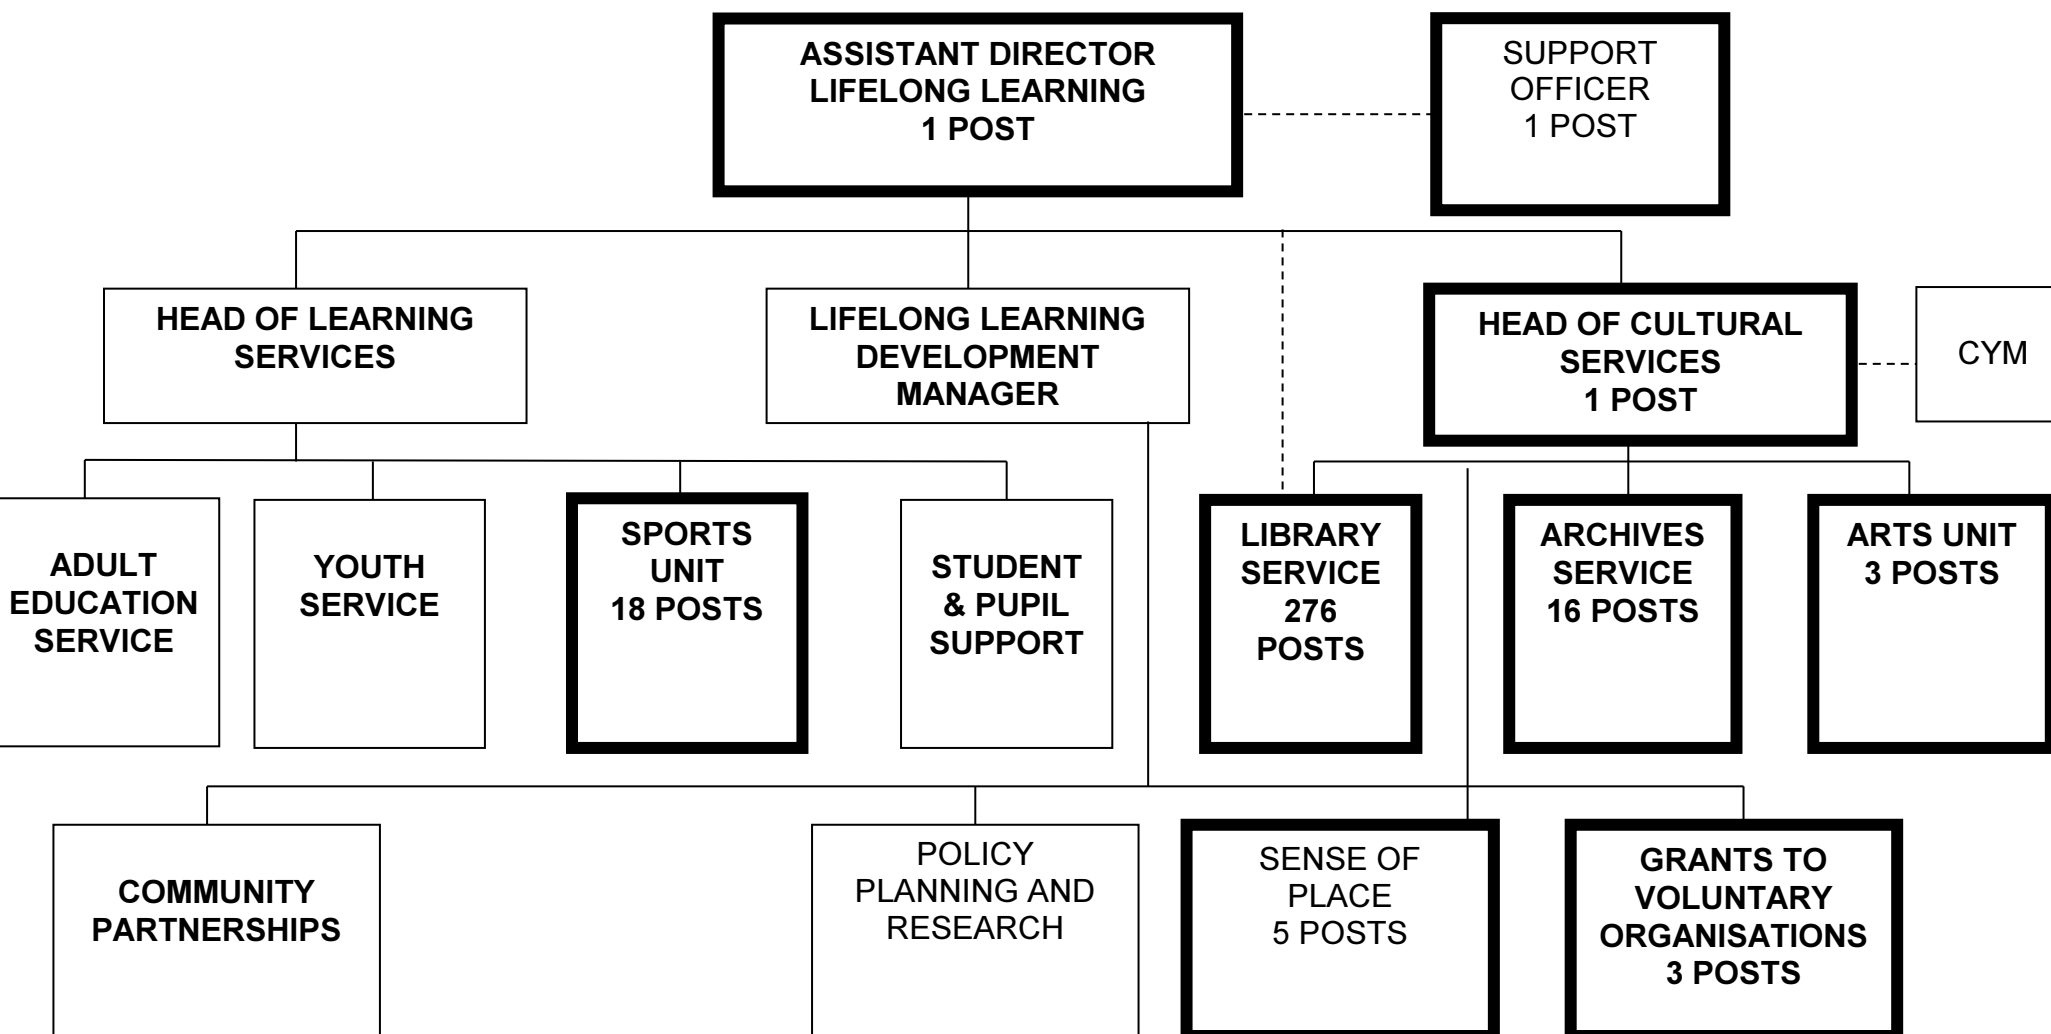 ASSISTANT DIRECTOR
LIFELONG LEARNING
1 POST
SUPPORT
OFFICER
1 POST
HEAD OF LEARNING
SERVICES
LIFELONG LEARNING
DEVELOPMENT
MANAGER
HEAD OF CULTURAL
SERVICES
1 POST
CYM
ADULT
EDUCATION
SERVICE
YOUTH
SERVICE
SPORTS
UNIT
18 POSTS
STUDENT
& PUPIL
SUPPORT
LIBRARY
SERVICE
276
POSTS
ARCHIVES
SERVICE
16 POSTS
ARTS UNIT
3 POSTS
COMMUNITY
PARTNERSHIPS
POLICY
PLANNING AND
RESEARCH
SENSE OF
PLACE
5 POSTS
GRANTS TO
VOLUNTARY
ORGANISATIONS
3 POSTS